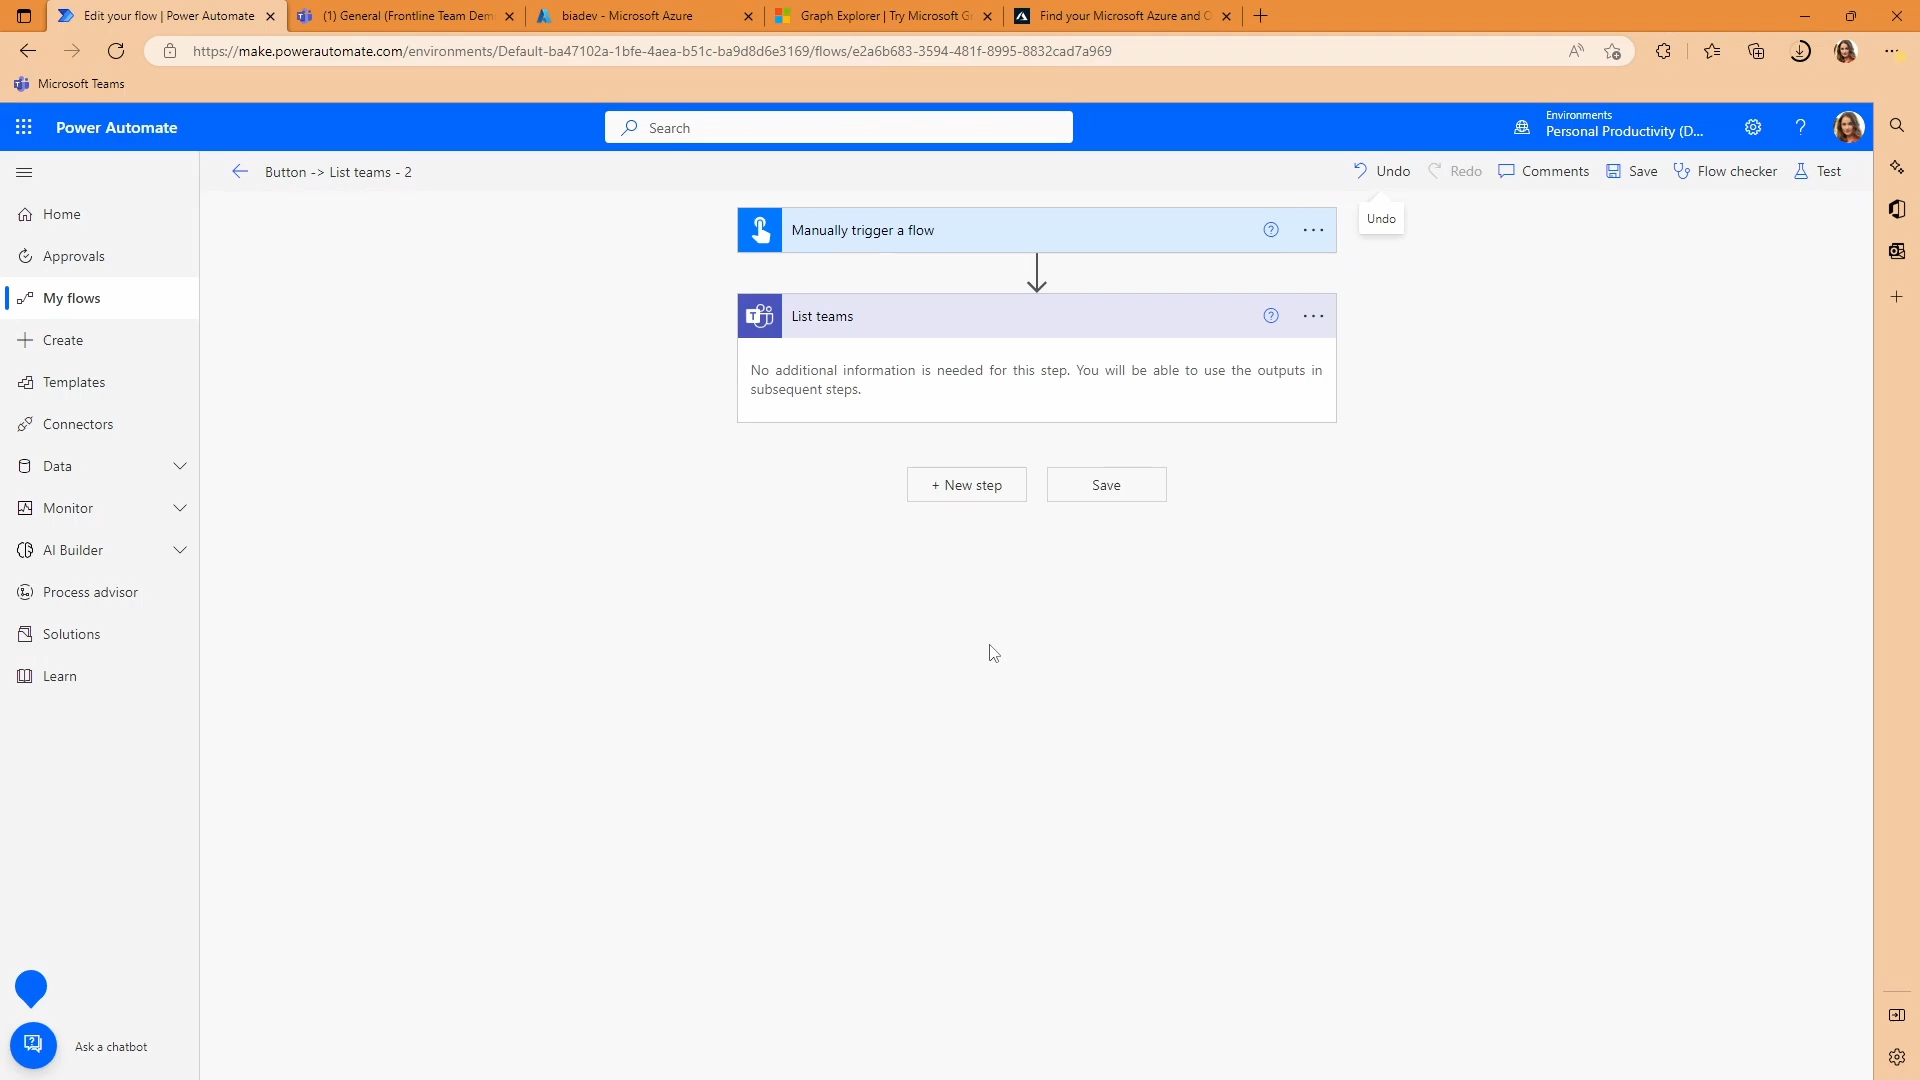 Edit your flow | Power Automate
(1) General (Frontline Team Dem
biadev - Microsoft Azure
Graph Explorer | Try Microsoft Gr
Find your Microsoft Azure and O
https://make.powerautomate.com/environments/Default-ba47102a-1bfe-4aea-b51c-ba9d8d6e3169/flows/e2a6b683-3594-481f-8995-8832cad7a969
Microsoft Teams
Power Automate
Search
Environments
Personal Productivity (D...
Button -> List teams - 2
Undo
Redo
Comments
Save
Flow checker
Test
Undo
Home
Approvals
My flows
Create
Templates
Connectors
Data
Monitor
AI Builder
Process advisor
Solutions
Learn
Manually trigger a flow
List teams
No additional information is needed for this step. You will be able to use the outputs in
subsequent steps.
+ New step
Save
Ask a chatbot